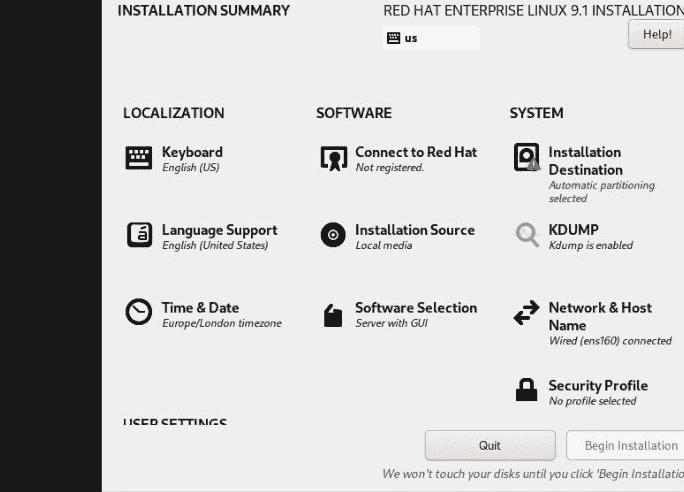 INSTALLATION SUMMARY
RED HAT ENTERPRISE LINUX 9.1 INSTALLATION
us
Help!
LOCALIZATION
SOFTWARE
SYSTEM
Keyboard
English (US)
Connect to Red Hat
Not registered.
Installation
Destination
Automatic partitioning
selected
Language Support
English (United States)
Installation Source
Local media
KDUMP
Kdump is enabled
Time & Date
Europe/London timezone
Software Selection
Server with GUI
Network & Host
Name
Wired (ens160) connected
Security Profile
No profile selected
USER SETTINGS
Quit
Begin Installation
We won't touch your disks until you click 'Begin Installatio